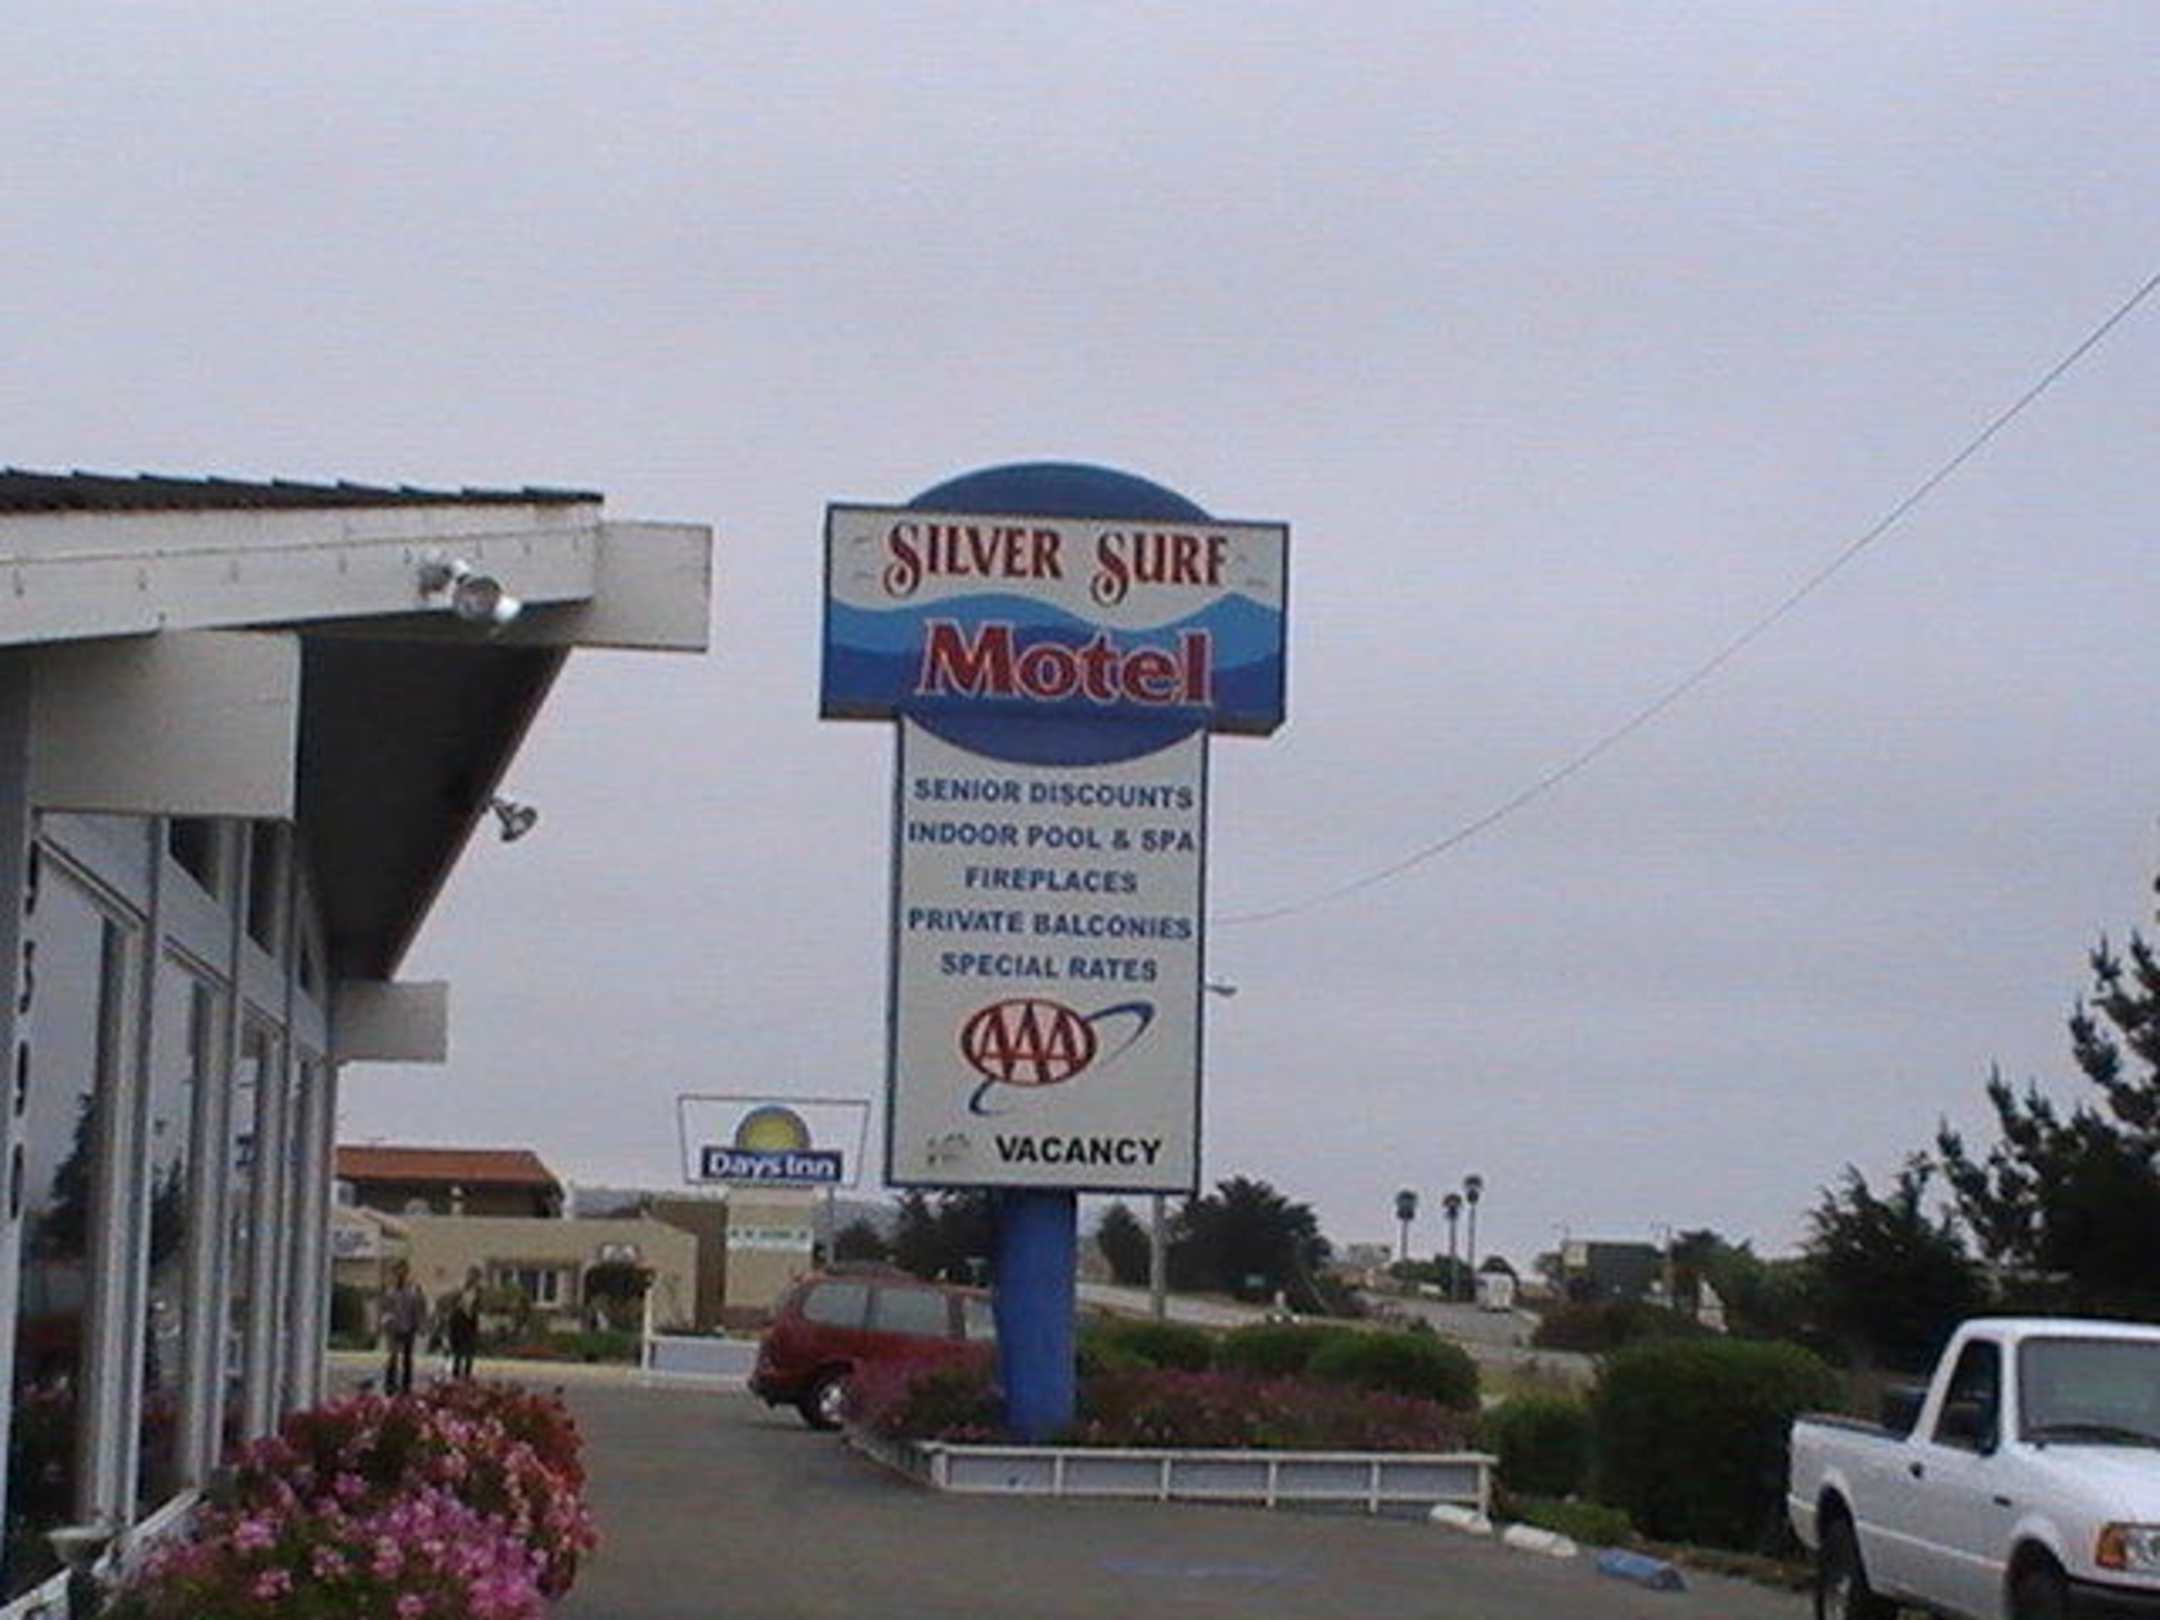 SILVER SURF
Motel
SENIOR DISCOUNTS
INDOOR POOL & SPA
FIREPLACES
PRIVATE BALCONIES
SPECIAL RATES
AAA
VACANCY
Days Inn